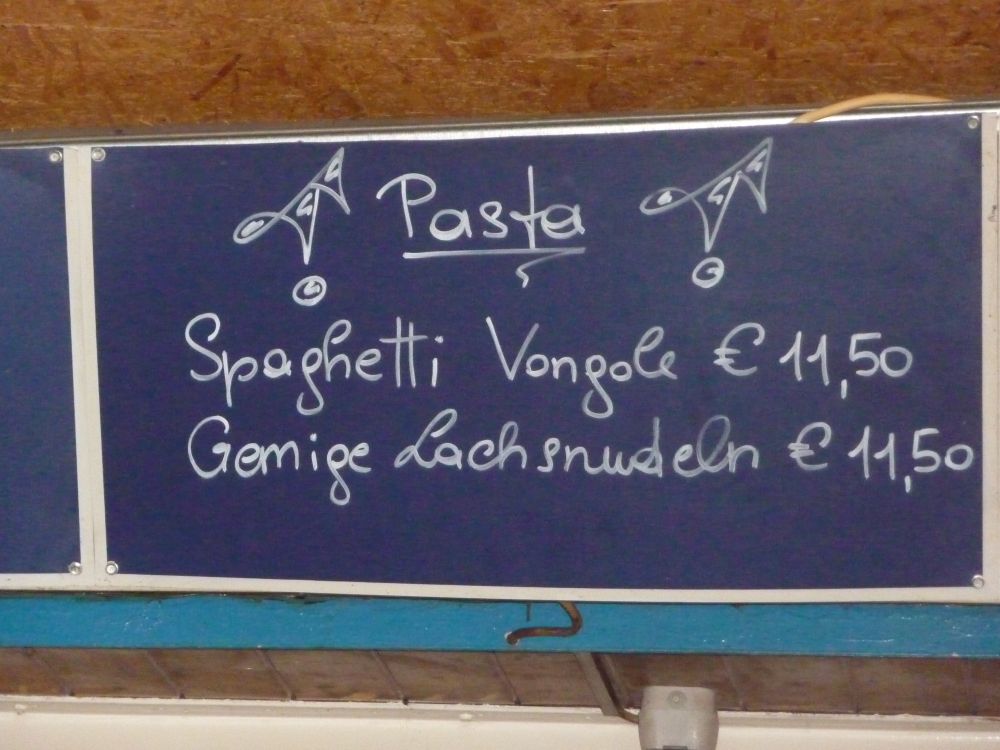 Pasta
Spaghetti Vongole € 11,50
Gemige Lachsnudeln € 11,50